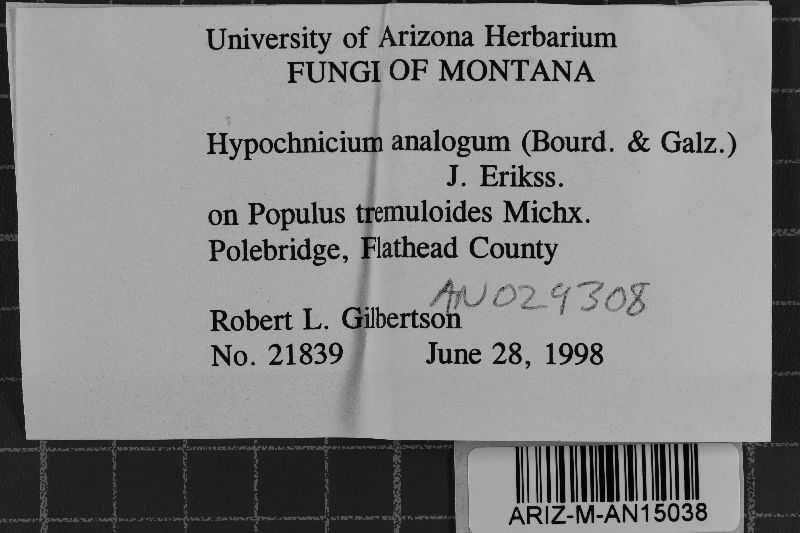 University of Arizona Herbarium
FUNGI OF MONTANA
Hypochnicium analogum (Bourd. & Galz.)
J. Erikss.
on Populus tremuloides Michx.
Polebridge, Flathead County
AN029308
Robert L. Gilbertson
No. 21839 June 28, 1998
ARIZ-M-AN15038